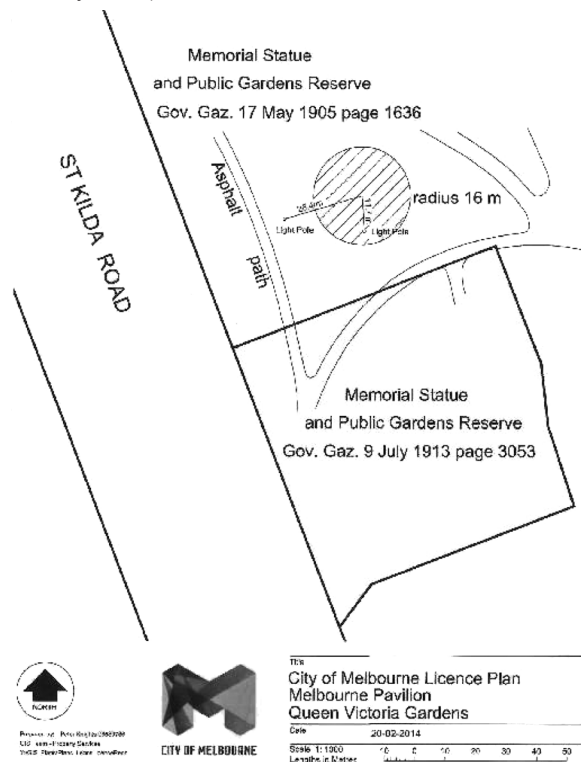 Memorial Statue
and Public Gardens Reserve
Gov. Gaz. 17 May 1905 page 1636
ST KILDA ROAD
Asphalt
path
radius 16 m
Light Pole
Light Pole
Memorial Statue
and Public Gardens Reserve
Gov. Gaz. 9 July 1913 page 3053
NORTH
CITY OF MELBOURNE
Title
City of Melbourne Licence Plan
Melbourne Pavilion
Queen Victoria Gardens
Date 20-02-2014
Scale 1: 1000
Lengths in Metres
10 0 10 20 30 40 50